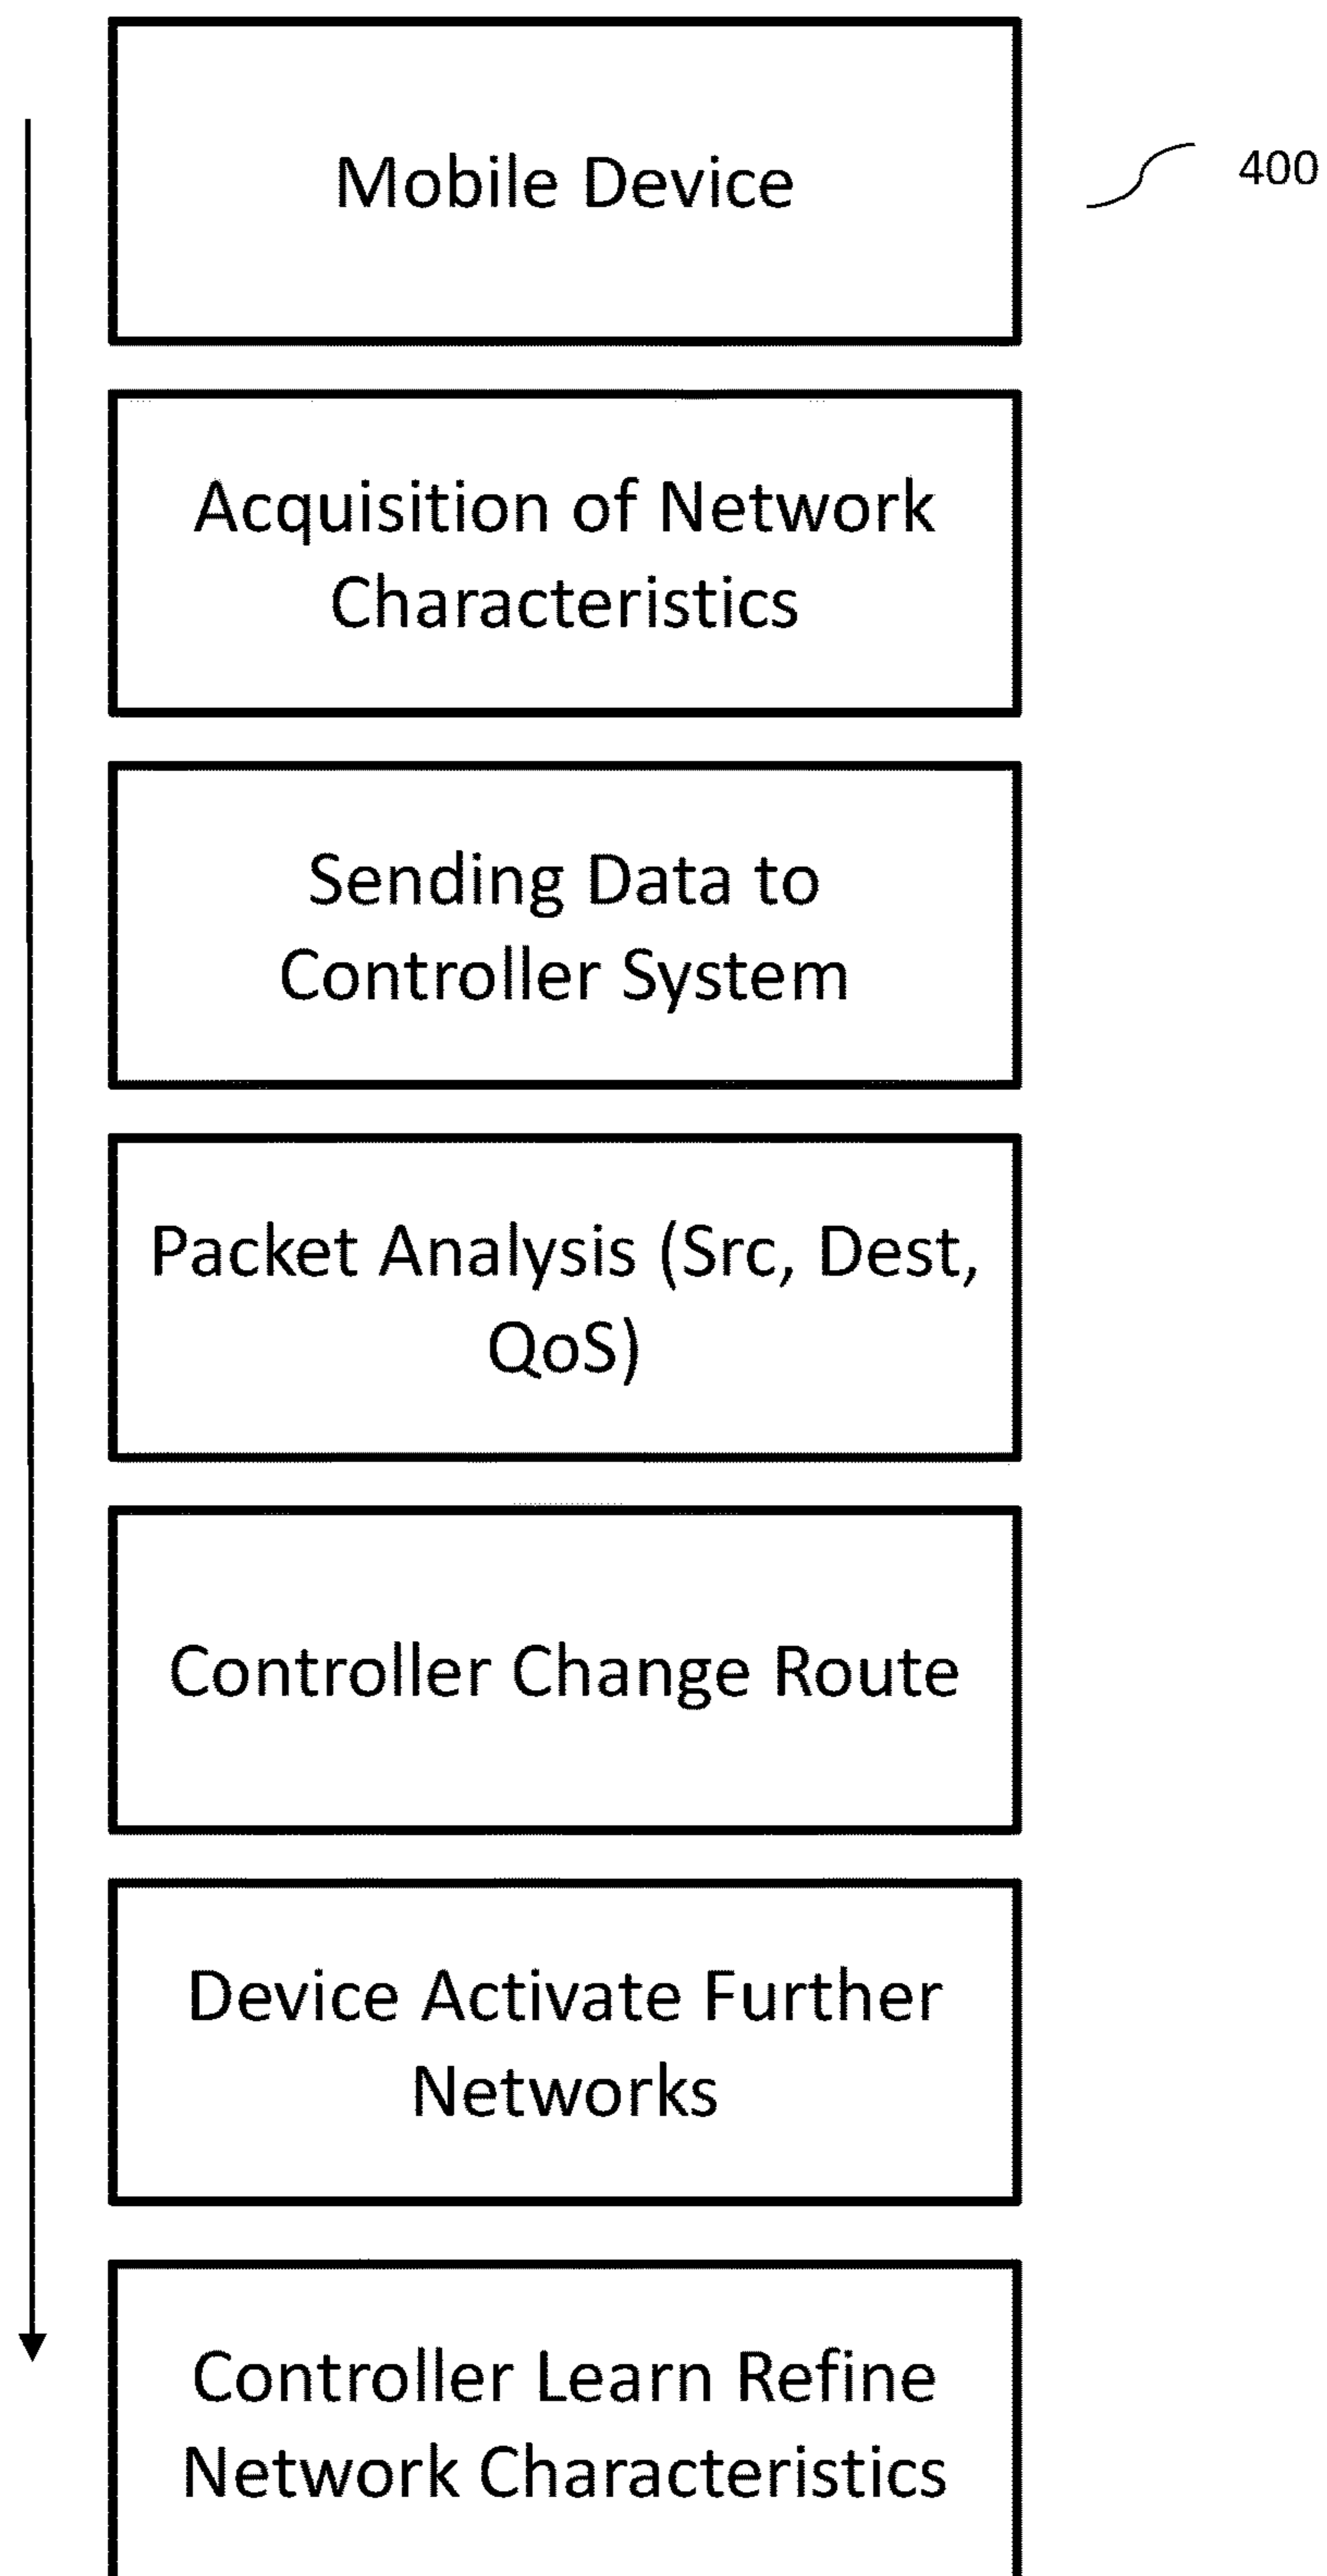 Mobile Device
400
Acquisition of Network
Characteristics
Sending Data to
Controller System
Packet Analysis (Src, Dest,
QoS)
Controller Change Route
Device Activate Further
Networks
Controller Learn Refine
Network Characteristics